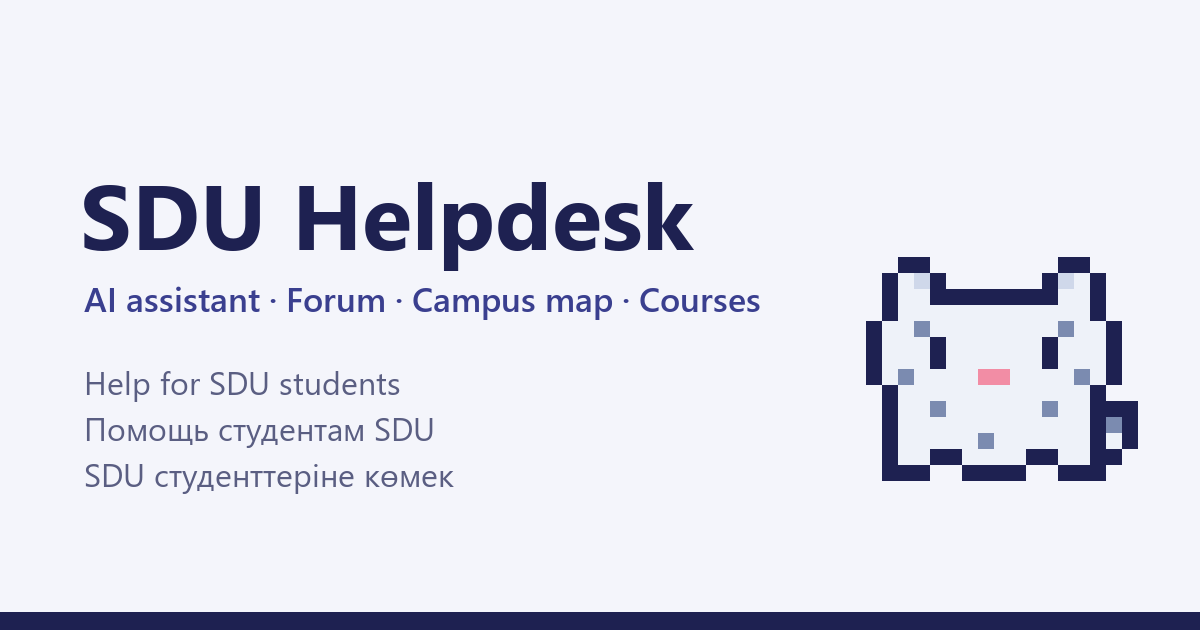 SDU Helpdesk
AI assistant · Forum · Campus map · Courses
Help for SDU students
Помощь студентам SDU
SDU студенттеріне көмек